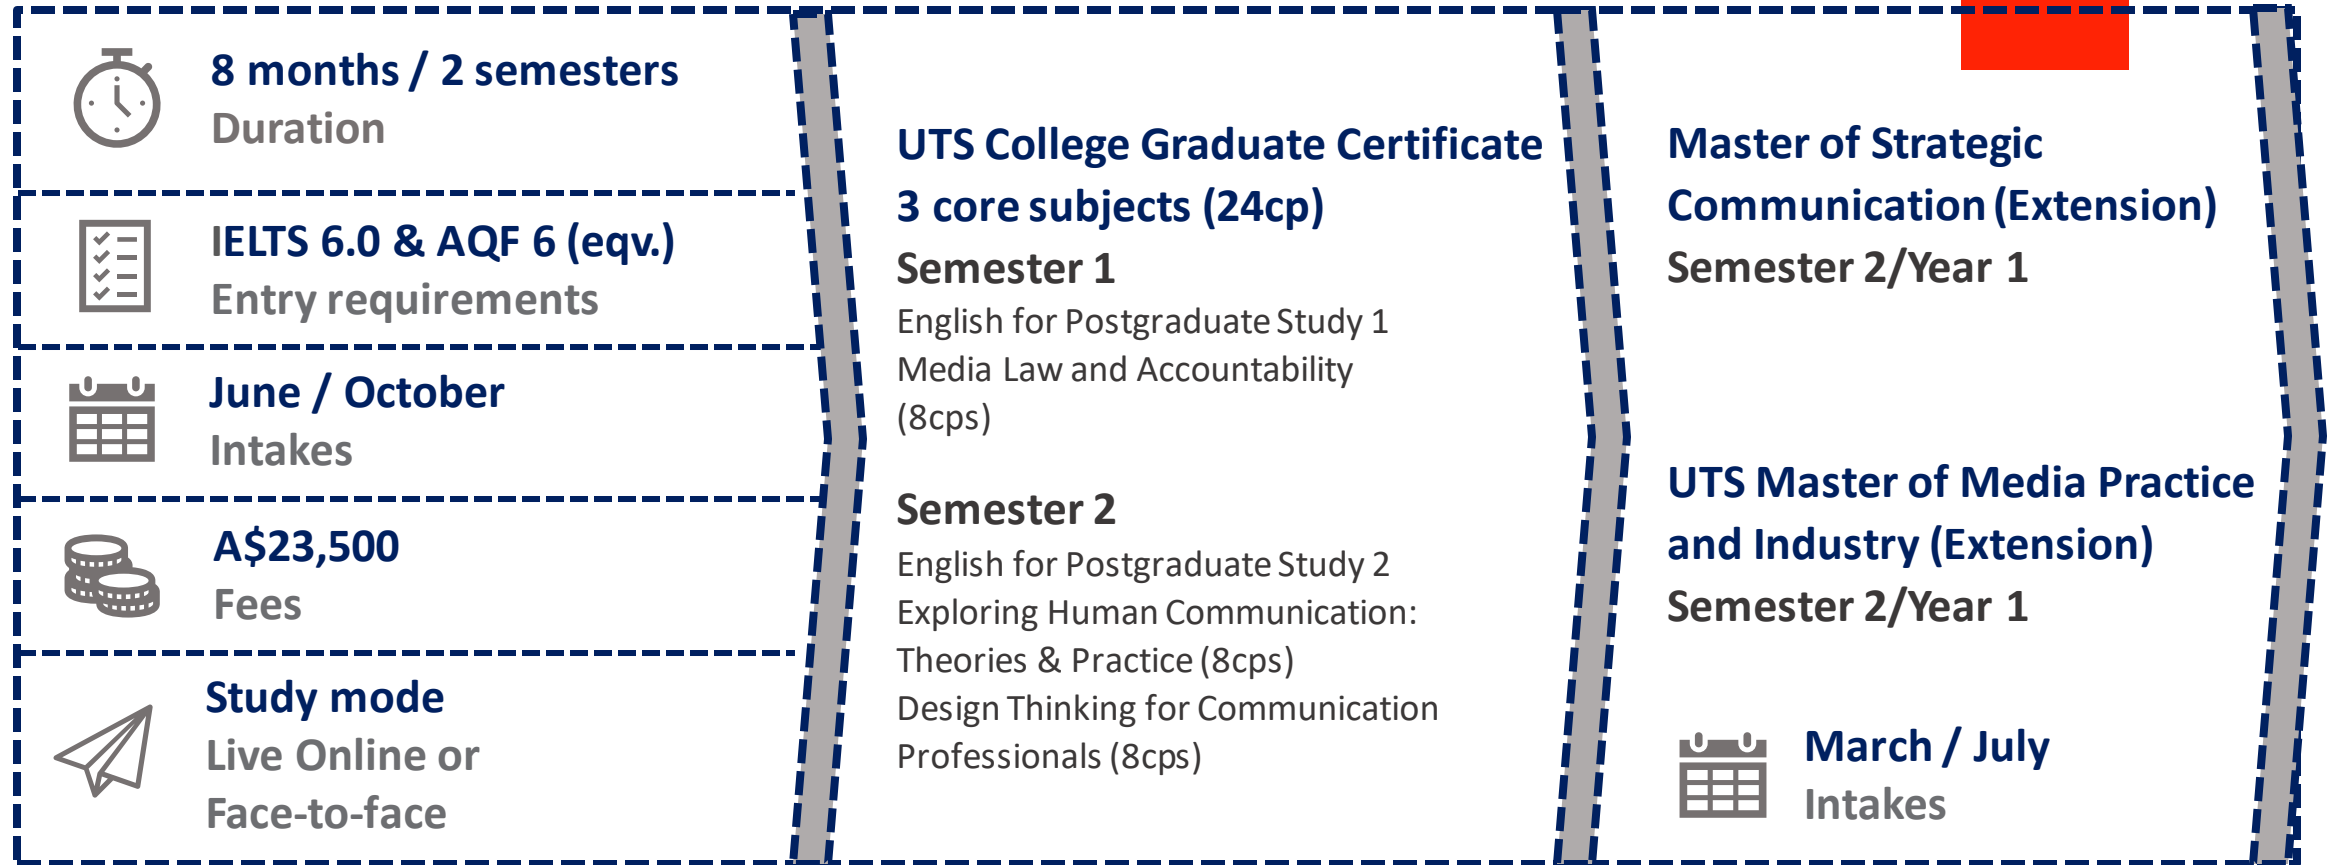 8 months / 2 semesters
Duration
IELTS 6.0 & AQF 6 (eqv.)
Entry requirements
June / October
Intakes
A$23,500
Fees
Study mode
Live Online or
Face-to-face
UTS College Graduate Certificate
3 core subjects (24cp)
Semester 1
English for Postgraduate Study 1
Media Law and Accountability
(8cps)
Semester 2
English for Postgraduate Study 2
Exploring Human Communication:
Theories & Practice (8cps)
Design Thinking for Communication
Professionals (8cps)
Master of Strategic
Communication (Extension)
Semester 2/Year 1
UTS Master of Media Practice
and Industry (Extension)
Semester 2/Year 1
March / July
Intakes